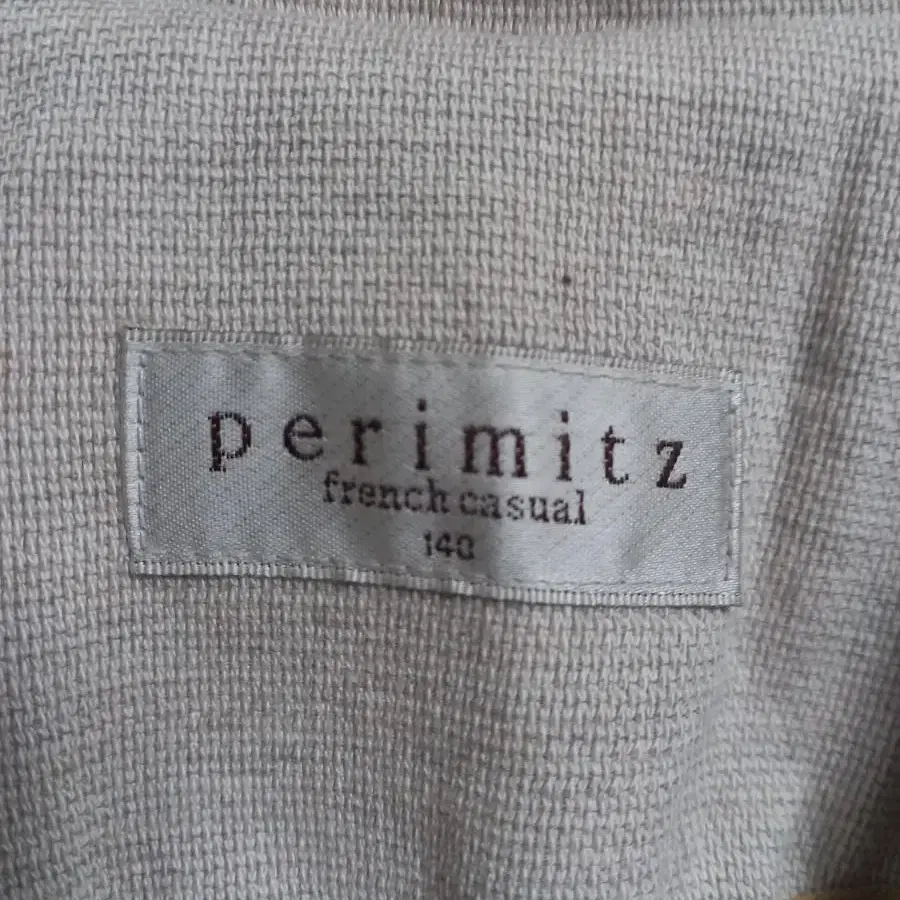 perimitz
french casual
140